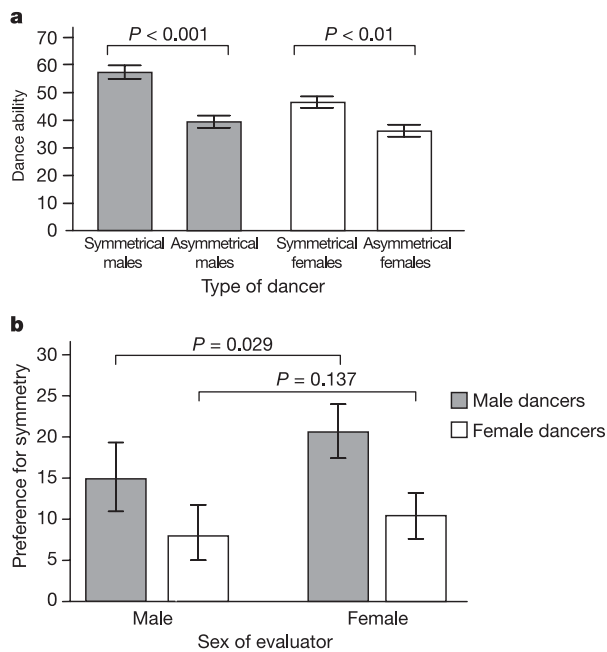 a
70
60
50
40
30
20
10
0
Dance ability
P < 0.001
P < 0.01
Symmetrical males
Asymmetrical males
Symmetrical females
Asymmetrical females
Type of dancer
b
30
25
20
15
10
5
0
Preference for symmetry
P = 0.029
P = 0.137
Male dancers
Female dancers
Male
Female
Sex of evaluator